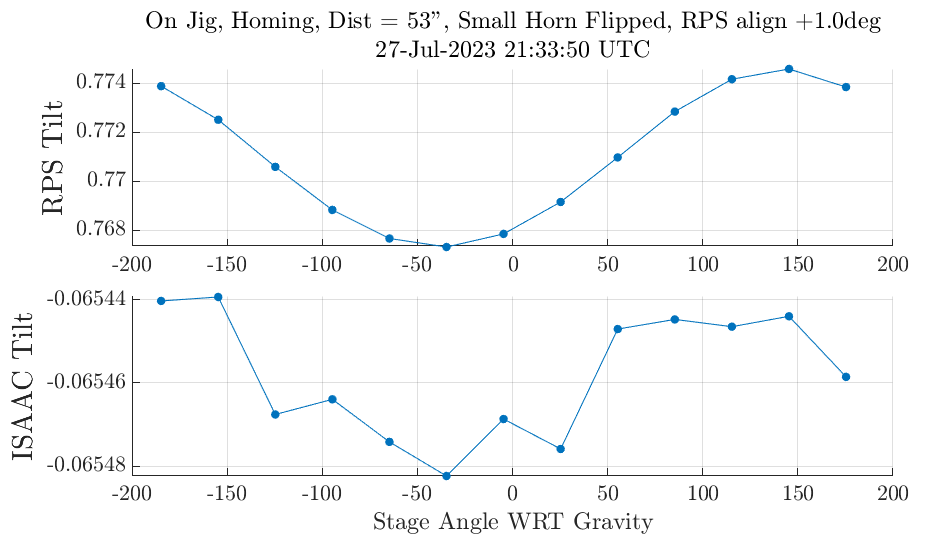 On Jig, Homing, Dist = 53”, Small Horn Flipped, RPS align +1.0deg
27-Jul-2023 21:33:50 UTC
RPS Tilt
0.774
0.772
0.77
0.768
-200 -150 -100 -50 0 50 100 150 200
ISAAC Tilt
-0.06544
-0.06546
-0.06548
-200 -150 -100 -50 0 50 100 150 200
Stage Angle WRT Gravity